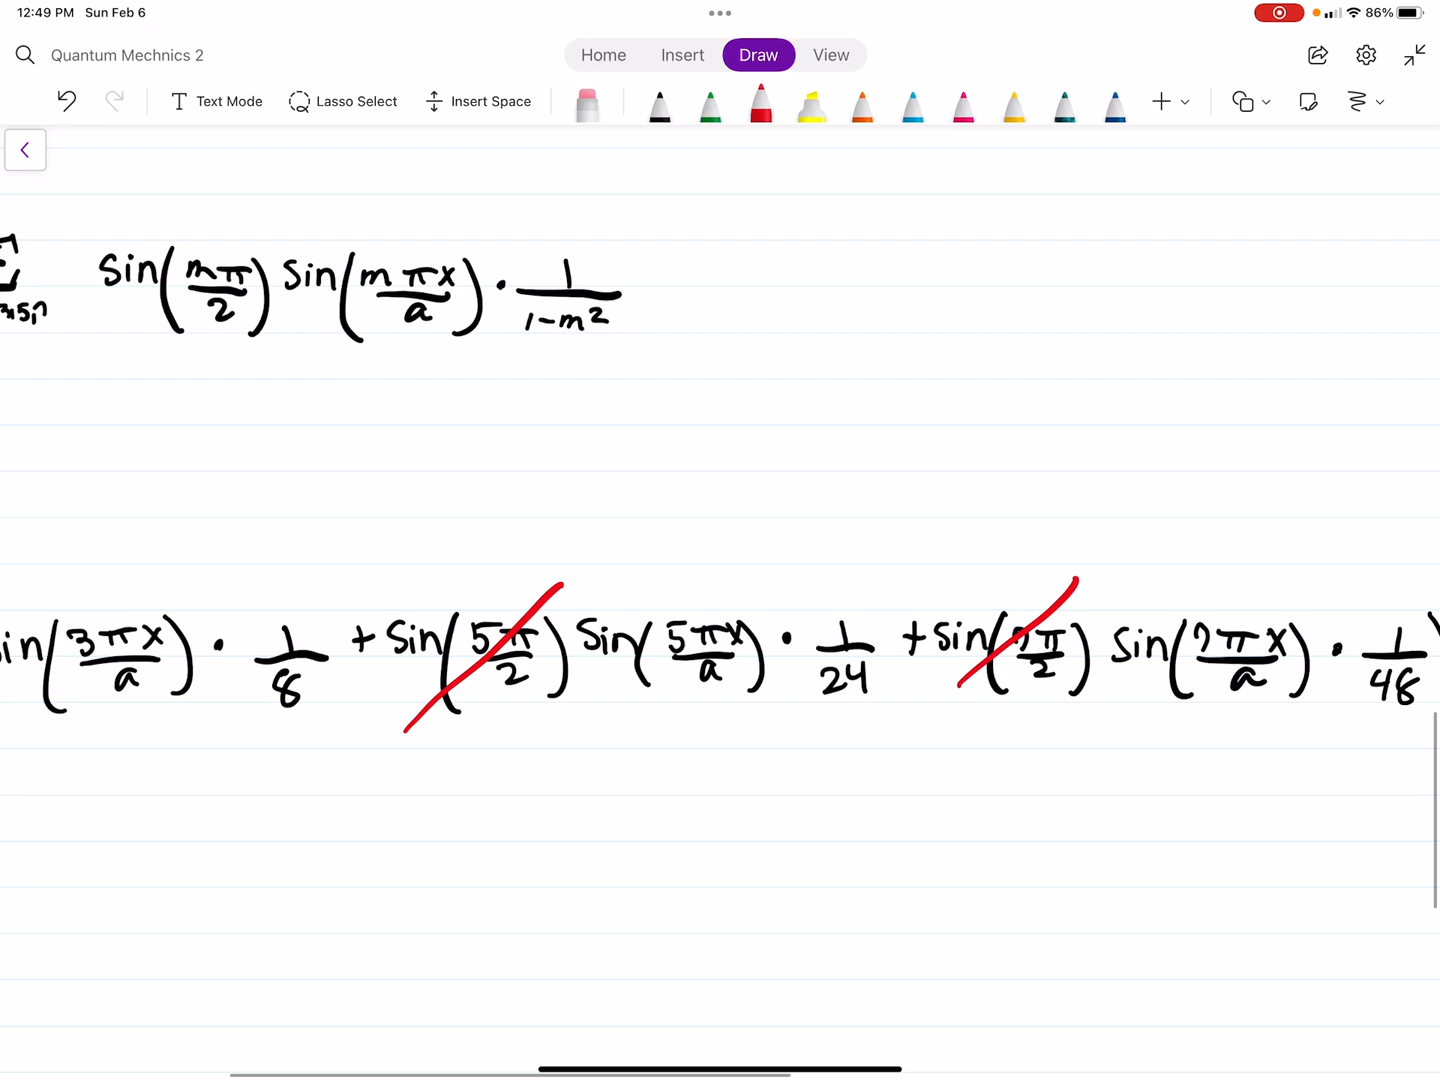 12:49 PM Sun Feb 6
86%
Quantum Mechnics 2
Home Insert Draw View
Text Mode Lasso Select Insert Space
sin(mπ/2) sin(mπx/a) · 1/(1-m²)
in(3πx/a) · 1/8 + sin(5π/2) sin(5πx/a) · 1/24 + sin(7π/2) sin(7πx/a) · 1/48